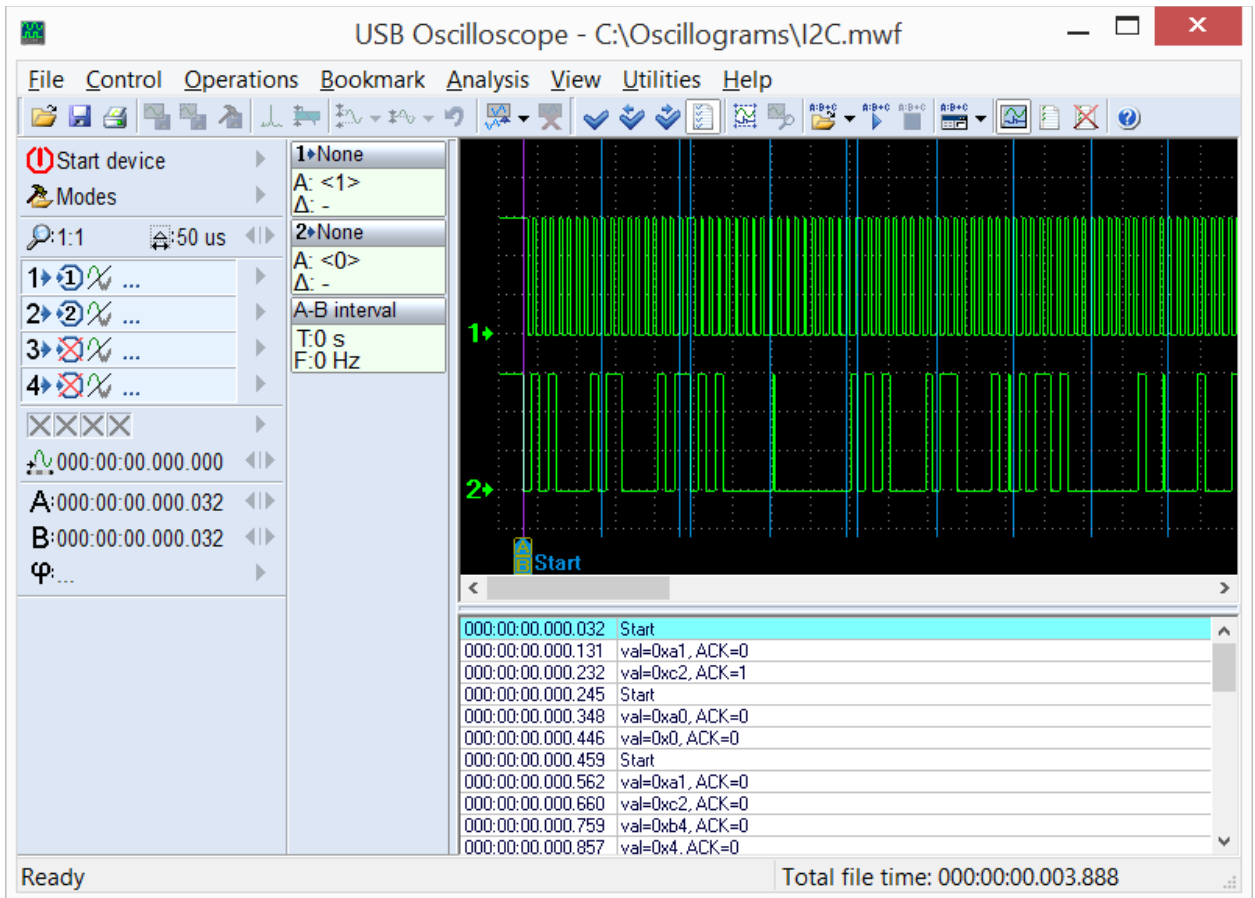 USB Oscilloscope - C:\Oscillograms\I2C.mwf
File Control Operations Bookmark Analysis View Utilities Help
A:B+C A:B+C A:B+C A:B+C
Start device
Modes
:1:1 :50 us
1 1 ...
2 2 ...
3 ...
4 ...
000:00:00.000.000
A:000:00:00.000.032
B:000:00:00.000.032
φ:...
1 None
A: <1>
Δ: -
2 None
A: <0>
Δ: -
A-B interval
T:0 s
F:0 Hz
1
2
A
B
Start
000:00:00.000.032 Start
000:00:00.000.131 val=0xa1, ACK=0
000:00:00.000.232 val=0xc2, ACK=1
000:00:00.000.245 Start
000:00:00.000.348 val=0xa0, ACK=0
000:00:00.000.446 val=0x0, ACK=0
000:00:00.000.459 Start
000:00:00.000.562 val=0xa1, ACK=0
000:00:00.000.660 val=0xc2, ACK=0
000:00:00.000.759 val=0xb4, ACK=0
000:00:00.000.857 val=0x4, ACK=0
Ready
Total file time: 000:00:00.003.888